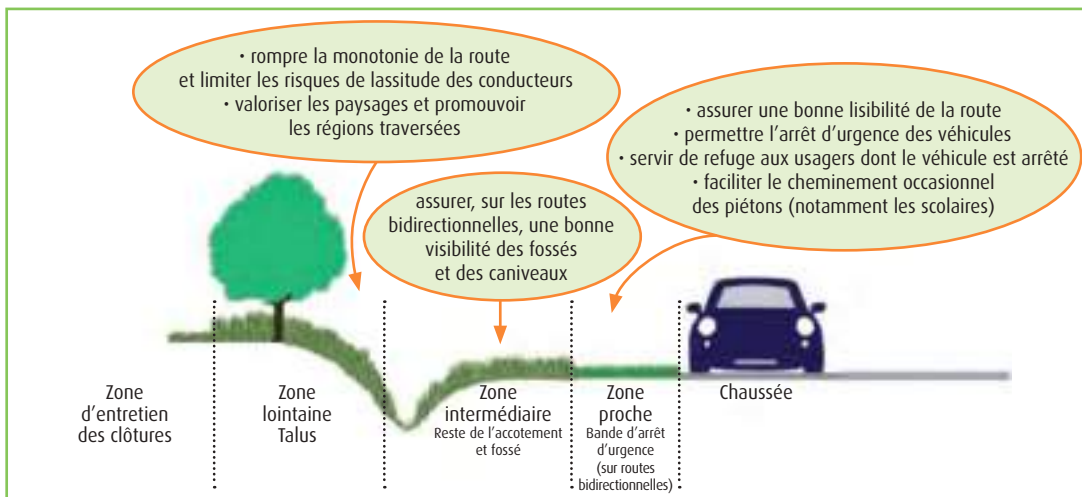 • rompre la monotonie de la route
et limiter les risques de lassitude des conducteurs
• valoriser les paysages et promouvoir
les régions traversées
• assurer une bonne lisibilité de la route
• permettre l'arrêt d'urgence des véhicules
• servir de refuge aux usagers dont le véhicule est arrêté
• faciliter le cheminement occasionnel
des piétons (notamment les scolaires)
assurer, sur les routes
bidirectionnelles, une bonne
visibilité des fossés
et des caniveaux
Zone
d'entretien
des clôtures
Zone
lointaine
Talus
Zone
intermédiaire
Reste de l'accotement
et fossé
Zone
proche
Bande d'arrêt
d'urgence
(sur routes
bidirectionnelles)
Chaussée